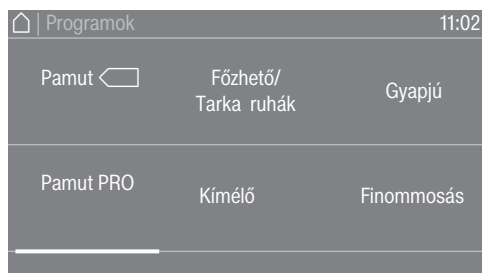 | Programok 11:02
Pamut
Főzhető/
Tarka ruhák
Gyapjú
Pamut PRO
Kímélő
Finommosás